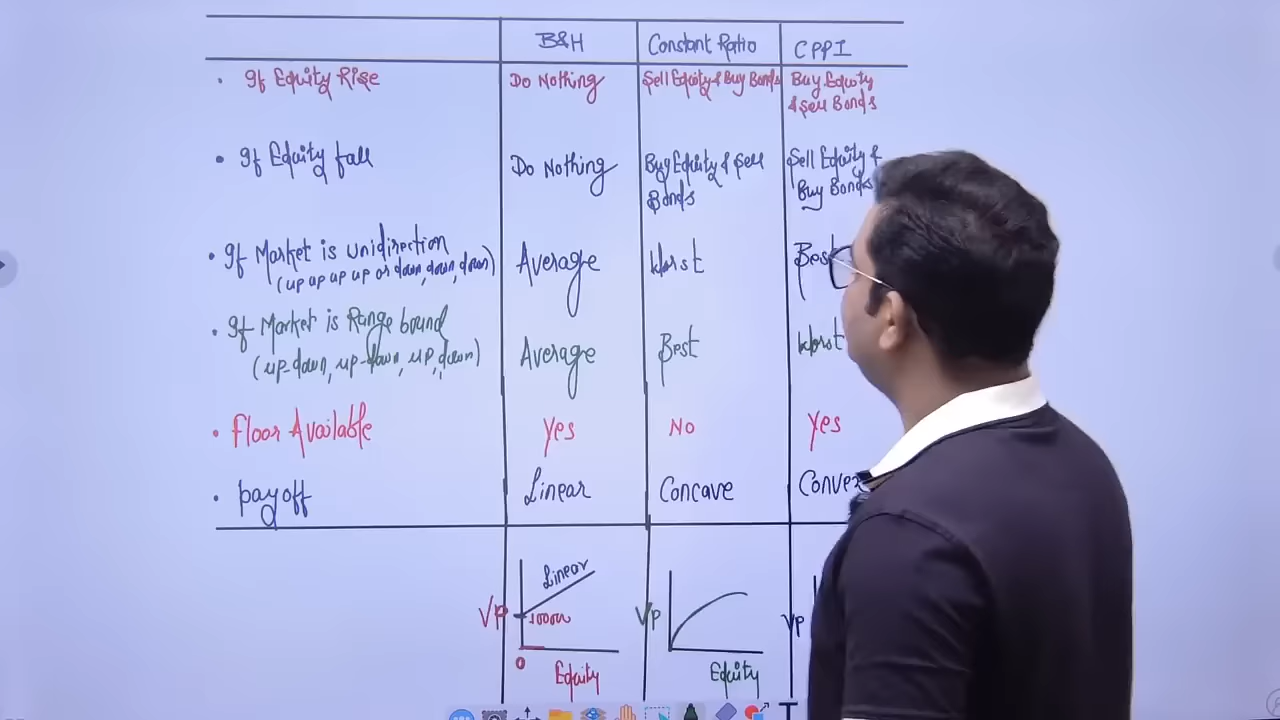 B&H Constant Ratio CPPI
• If Equity Rise Do Nothing Sell Equity & Buy Bonds Buy Equity
& Sell Bonds
• If Equity fall Do Nothing Buy Equity & Sell Sell Equity &
Bonds Buy Bonds
• If Market is unidirection Average Worst Best
(up up up up or down, down, down)
• If Market is Range bound Average Best Worst
(up-down, up-down, up, down)
• Floor Available Yes No Yes
• payoff Linear Concave Convex
Linear
Vp Vp Vp
0
Equity Equity